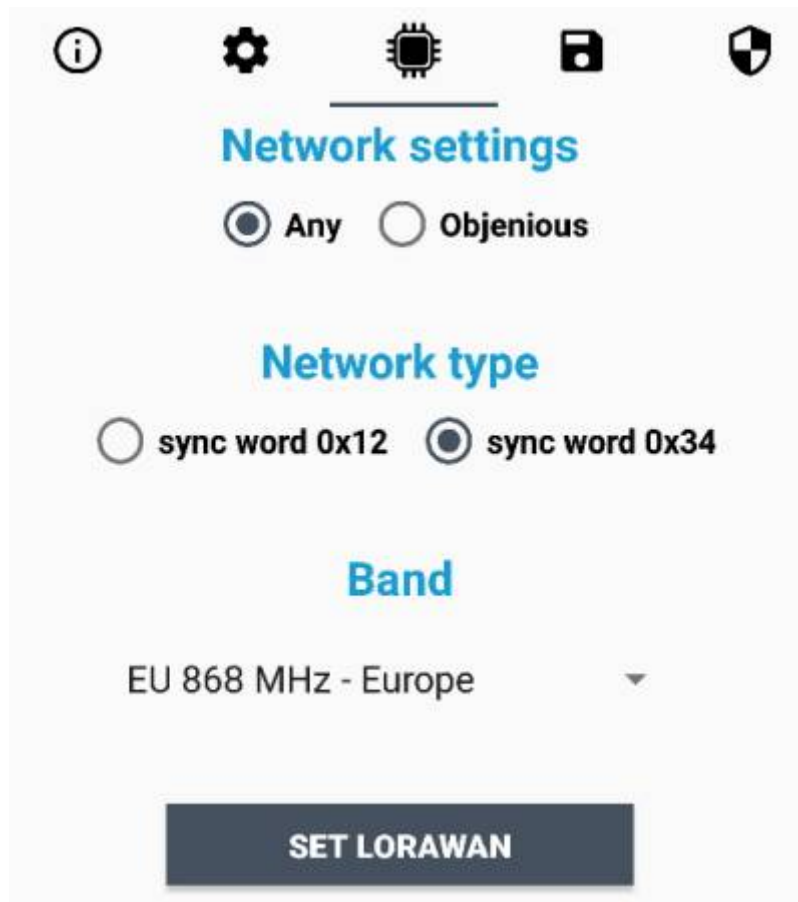 Network settings
Any Objenious
Network type
sync word 0x12 sync word 0x34
Band
EU 868 MHz - Europe
SET LORAWAN